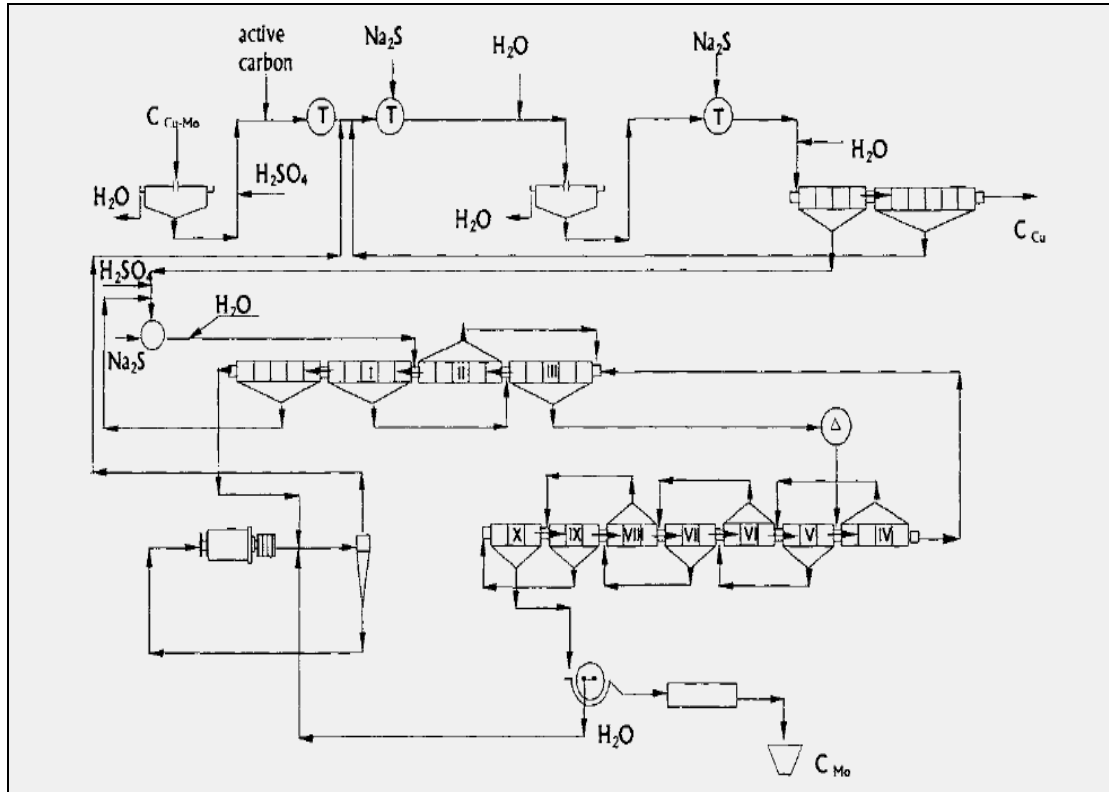 active
carbon
Na₂S
H₂O
Na₂S
C Cu-Mo
T
T
T
H₂O
H₂SO₄
H₂O
H₂O
C Cu
H₂SO
H₂O
Na₂S
I
II
III
Δ
X
IX
VIII
VII
VI
V
IV
H₂O
C Mo